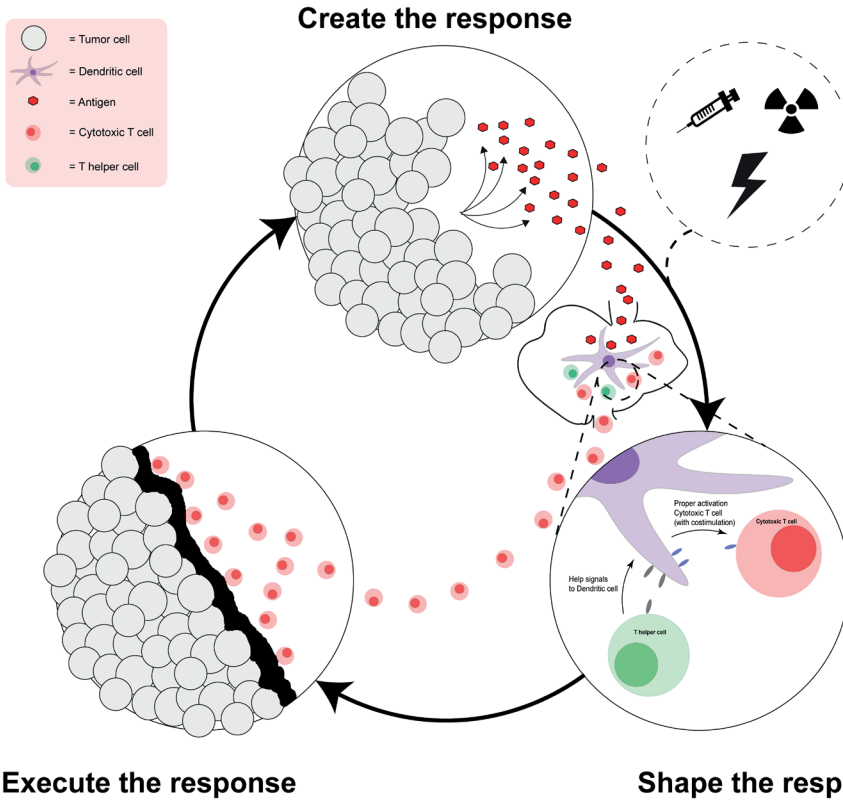 Create the response
= Tumor cell
= Dendritic cell
= Antigen
= Cytotoxic T cell
= T helper cell
Proper activation
Cytotoxic T cell
(with costimulation)
Cytotoxic T cell
Help signals
to Dendritic cell
T helper cell
Execute the response
Shape the resp